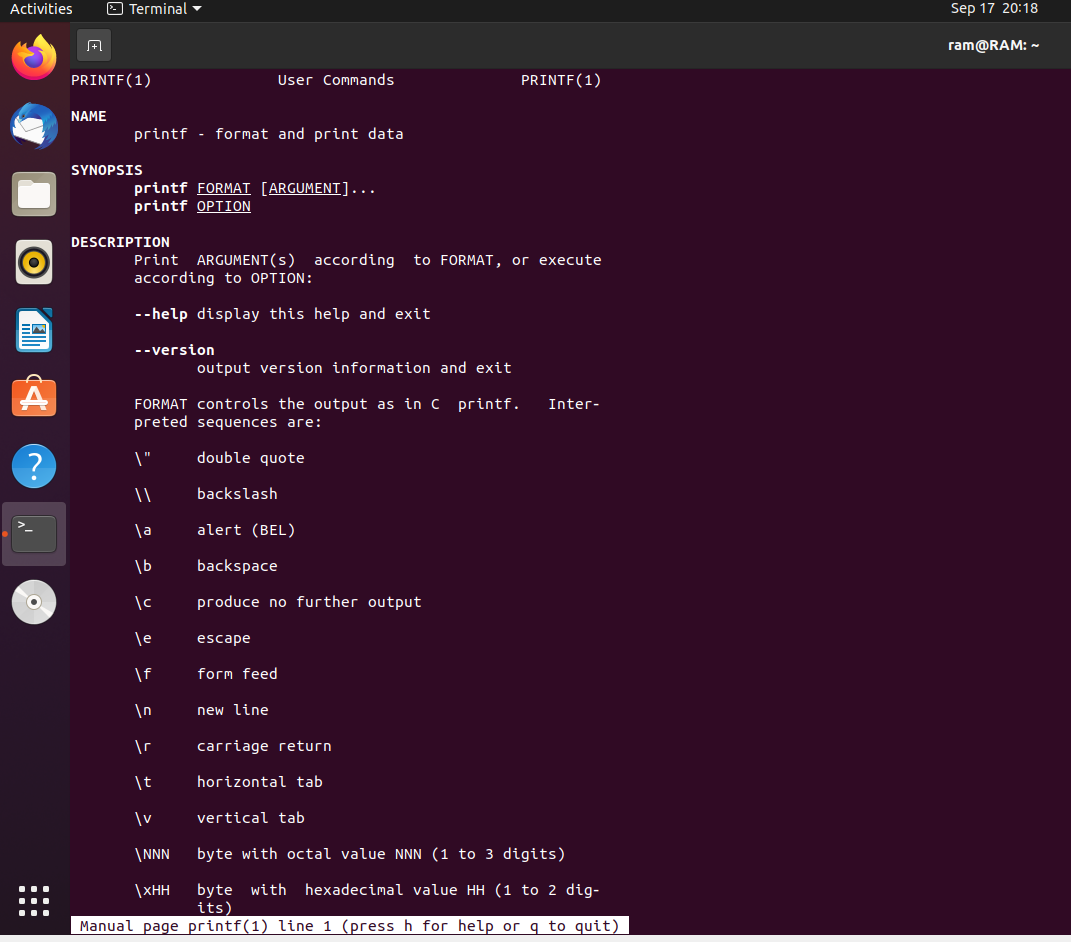 Activities Terminal Sep 17 20:18
ram@RAM: ~
PRINTF(1) User Commands PRINTF(1)
NAME
printf - format and print data
SYNOPSIS
printf FORMAT [ARGUMENT]...
printf OPTION
DESCRIPTION
Print ARGUMENT(s) according to FORMAT, or execute
according to OPTION:
--help display this help and exit
--version
output version information and exit
FORMAT controls the output as in C printf. Inter-
preted sequences are:
\" double quote
\\ backslash
\a alert (BEL)
\b backspace
\c produce no further output
\e escape
\f form feed
\n new line
\r carriage return
\t horizontal tab
\v vertical tab
\NNN byte with octal value NNN (1 to 3 digits)
\xHH byte with hexadecimal value HH (1 to 2 dig-
its)
Manual page printf(1) line 1 (press h for help or q to quit)